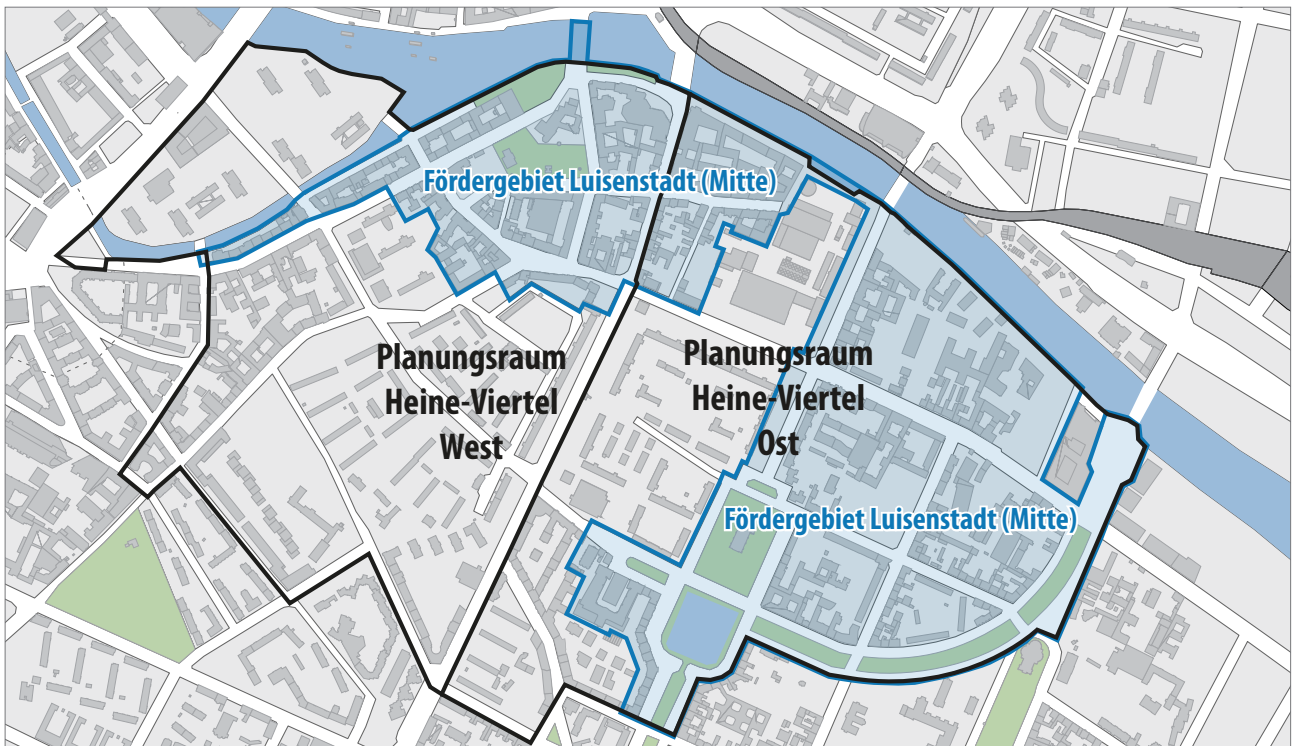 Fördergebiet Luisenstadt (Mitte)
Planungsraum
Heine-Viertel
West
Planungsraum
Heine-Viertel
Ost
Fördergebiet Luisenstadt (Mitte)